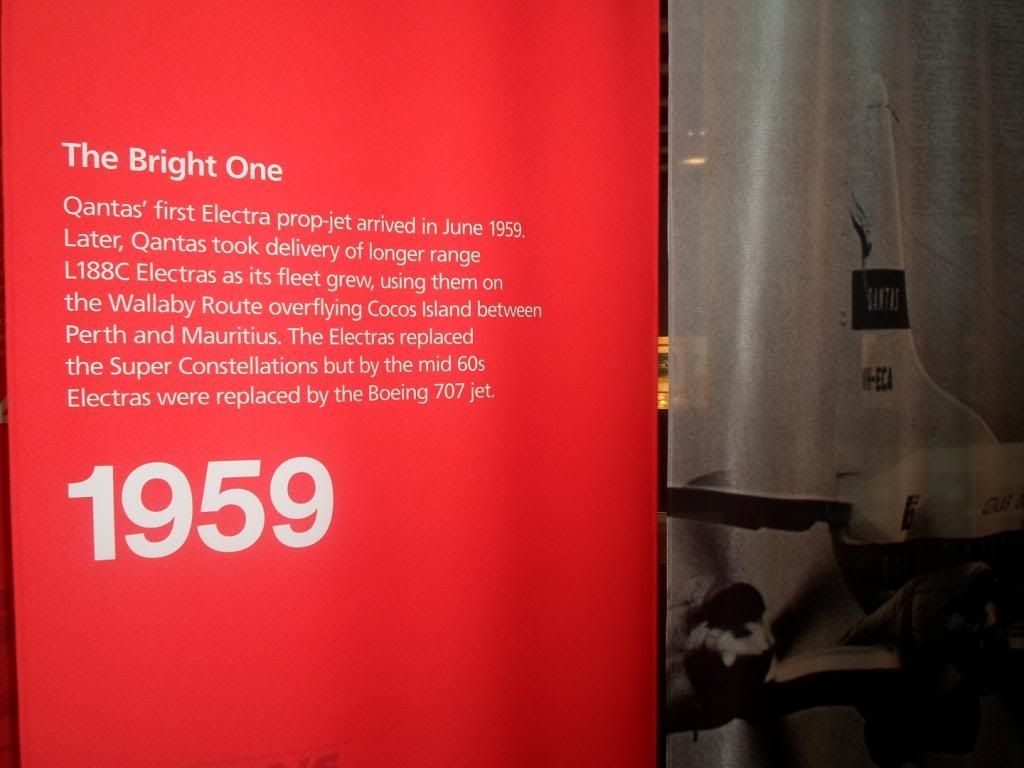 The Bright One
Qantas' first Electra prop-jet arrived in June 1959.
Later, Qantas took delivery of longer range
L188C Electras as its fleet grew, using them on
the Wallaby Route overflying Cocos Island between
Perth and Mauritius. The Electras replaced
the Super Constellations but by the mid 60s
Electras were replaced by the Boeing 707 jet.
1959
QANTAS
H-ECA